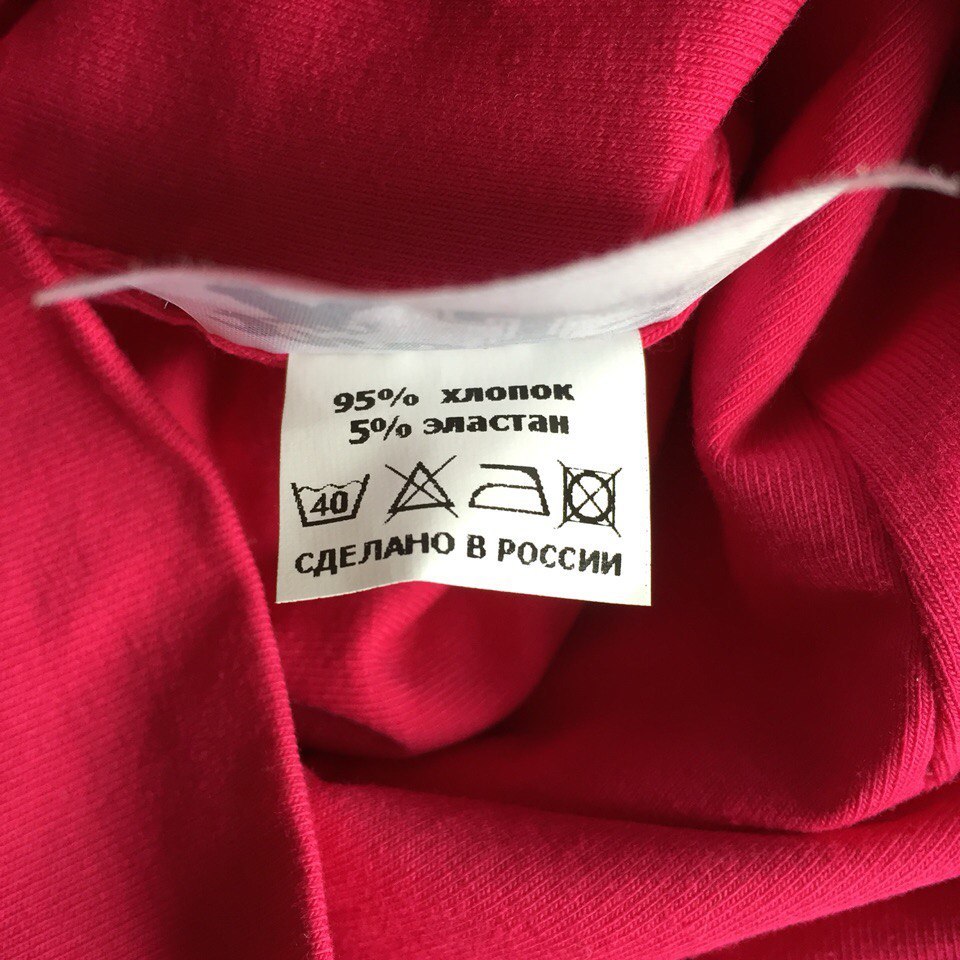 95% хлопок
5% эластан
40
СДЕЛАНО В РОССИИ